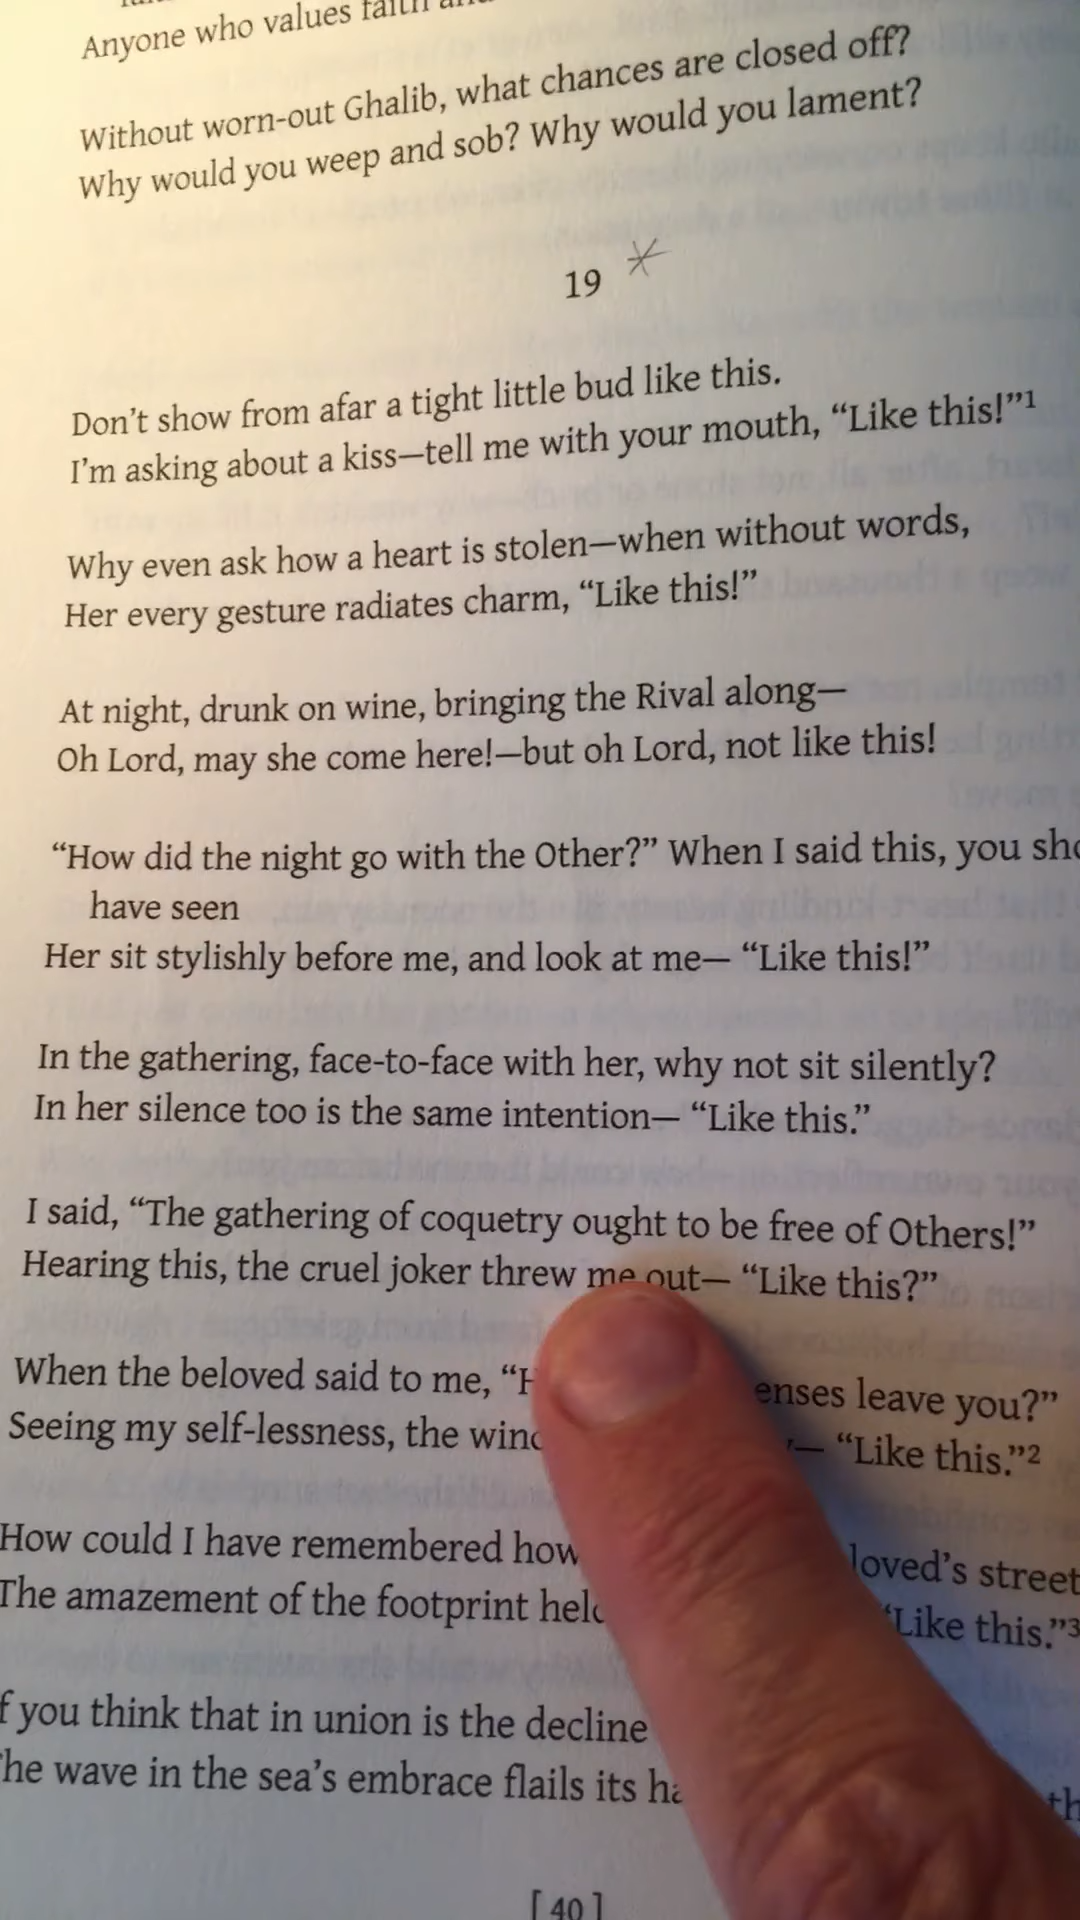 Anyone who values faith
Without worn-out Ghalib, what chances are closed off?
Why would you weep and sob? Why would you lament?
19
Don't show from afar a tight little bud like this.
I'm asking about a kiss—tell me with your mouth, “Like this!”1
Why even ask how a heart is stolen—when without words,
Her every gesture radiates charm, “Like this!”
At night, drunk on wine, bringing the Rival along—
Oh Lord, may she come here!—but oh Lord, not like this!
“How did the night go with the Other?” When I said this, you
have seen
Her sit stylishly before me, and look at me— “Like this!”
In the gathering, face-to-face with her, why not sit silently?
In her silence too is the same intention— “Like this.”
I said, “The gathering of coquetry ought to be free of Others!”
Hearing this, the cruel joker threw me out— “Like this?”
When the beloved said to me, “ leave you?”
Seeing my self-lessness, the — “Like this.”2
How could I have remembered how street
The amazement of the footprint “Like this.”3
you think that in union is the decline
wave in the sea's embrace flails its
[ 40 ]